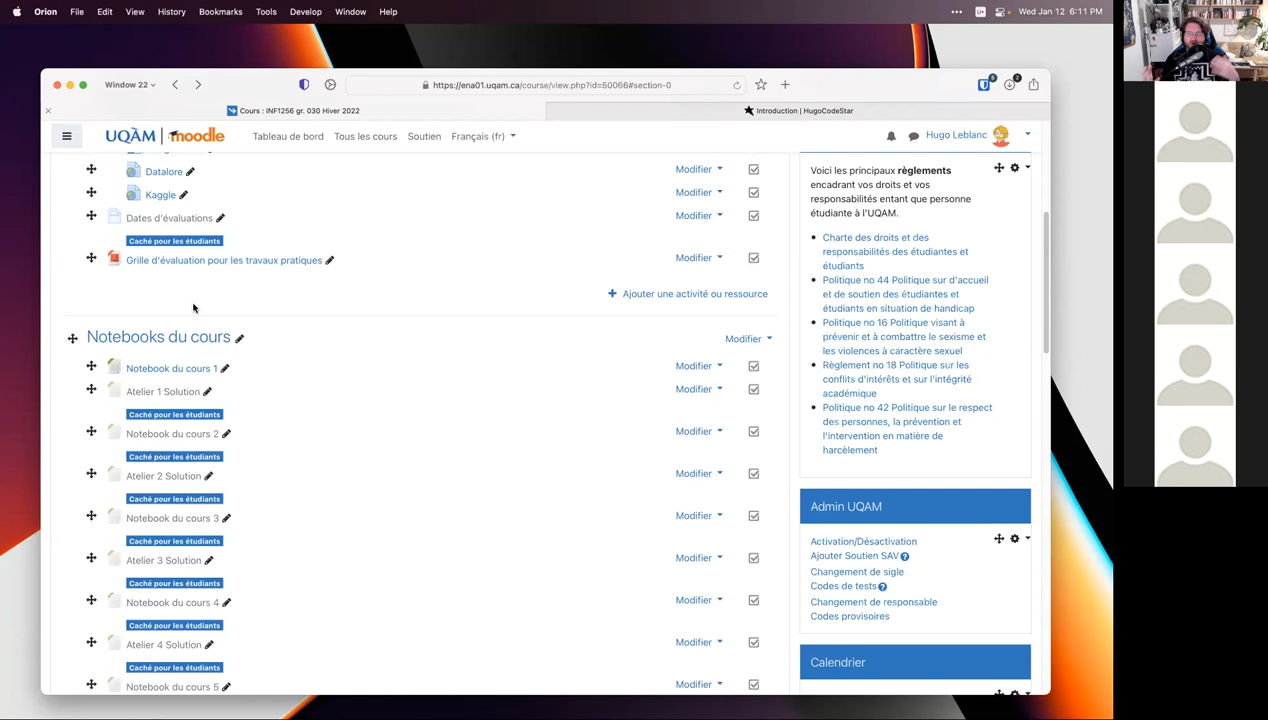 Orion File Edit View History Bookmarks Tools Develop Window Help
Wed Jan 12 6:11 PM
Window 22
https://ena01.uqam.ca/course/view.php?id=50066#section-0
Cours : INF1256 gr. 030 Hiver 2022
Introduction | HugoCodeStar
UQÀM | moodle
Tableau de bord Tous les cours Soutien Français (fr)
Hugo Leblanc
Datalore
Modifier
Kaggle
Modifier
Dates d'évaluations
Modifier
Caché pour les étudiants
Grille d'évaluation pour les travaux pratiques
Modifier
Ajouter une activité ou ressource
Notebooks du cours
Modifier
Notebook du cours 1
Modifier
Atelier 1 Solution
Modifier
Caché pour les étudiants
Notebook du cours 2
Modifier
Caché pour les étudiants
Atelier 2 Solution
Modifier
Caché pour les étudiants
Notebook du cours 3
Modifier
Caché pour les étudiants
Atelier 3 Solution
Modifier
Caché pour les étudiants
Notebook du cours 4
Modifier
Caché pour les étudiants
Atelier 4 Solution
Modifier
Caché pour les étudiants
Notebook du cours 5
Modifier
Voici les principaux règlements
encadrant vos droits et vos
responsabilités entant que personne
étudiante à l'UQAM.
Charte des droits et des
responsabilités des étudiantes et
étudiants
Politique no 44 Politique sur d'accueil
et de soutien des étudiantes et
étudiants en situation de handicap
Politique no 16 Politique visant à
prévenir et à combattre le sexisme et
les violences à caractère sexuel
Règlement no 18 Politique sur les
conflits d'intérêts et sur l'intégrité
académique
Politique no 42 Politique sur le respect
des personnes, la prévention et
l'intervention en matière de
harcèlement
Admin UQAM
Activation/Désactivation
Ajouter Soutien SAV
Changement de sigle
Codes de tests
Changement de responsable
Codes provisoires
Calendrier